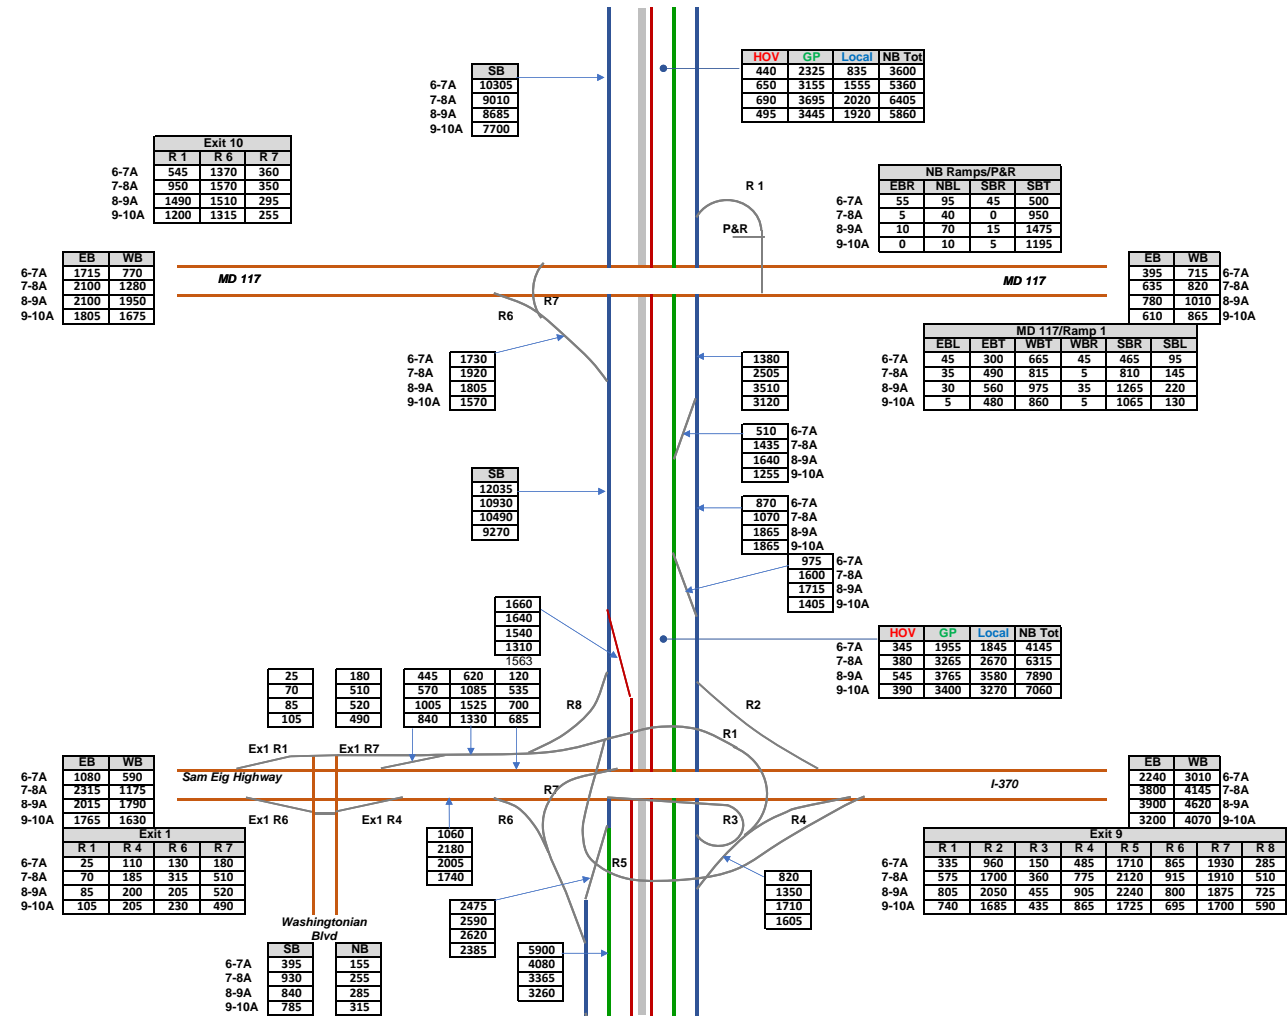 HOV GP Local NB Tot
440 2325 835 3600
650 3155 1555 5360
690 3695 2020 6405
495 3445 1920 5860
SB
6-7A 10305
7-8A 9010
8-9A 8685
9-10A 7700
Exit 10
R 1 R 6 R 7
6-7A 545 1370 360
7-8A 950 1570 350
8-9A 1490 1510 295
9-10A 1200 1315 255
NB Ramps/P&R
EBR NBL SBR SBT
6-7A 55 95 45 500
7-8A 5 40 0 950
8-9A 10 70 15 1475
9-10A 0 10 5 1195
R 1
P&R
EB WB
6-7A 1715 770
7-8A 2100 1280
8-9A 2100 1950
9-10A 1805 1675
MD 117
MD 117
EB WB
395 715 6-7A
635 820 7-8A
780 1010 8-9A
610 865 9-10A
R7
R6
MD 117/Ramp 1
EBL EBT WBT WBR SBR SBL
6-7A 45 300 665 45 465 95
7-8A 35 490 815 5 810 145
8-9A 30 560 975 35 1265 220
9-10A 5 480 860 5 1065 130
6-7A 1730
7-8A 1920
8-9A 1805
9-10A 1570
1380
2505
3510
3120
510 6-7A
1435 7-8A
1640 8-9A
1255 9-10A
SB
12035
10930
10490
9270
870 6-7A
1070 7-8A
1865 8-9A
1865 9-10A
975 6-7A
1600 7-8A
1715 8-9A
1405 9-10A
1660
1640
1540
1310
1563
HOV GP Local NB Tot
6-7A 345 1955 1845 4145
7-8A 380 3265 2670 6315
8-9A 545 3765 3580 7890
9-10A 390 3400 3270 7060
25
70
85
105
180
510
520
490
445 620 120
570 1085 535
1005 1525 700
840 1330 685
R8
R2
R1
Ex1 R1
Ex1 R7
EB WB
6-7A 1080 590
7-8A 2315 1175
8-9A 2015 1790
9-10A 1765 1630
Sam Eig Highway
I-370
R7
EB WB
2240 3010 6-7A
3800 4145 7-8A
3900 4620 8-9A
3200 4070 9-10A
Ex1 R6
Ex1 R4
R6
R3
R4
R5
Exit 1
R 1 R 4 R 6 R 7
6-7A 25 110 130 180
7-8A 70 185 315 510
8-9A 85 200 205 520
9-10A 105 205 230 490
1060
2180
2005
1740
Exit 9
R 1 R 2 R 3 R 4 R 5 R 6 R 7 R 8
6-7A 335 960 150 485 1710 865 1930 285
7-8A 575 1700 360 775 2120 915 1910 510
8-9A 805 2050 455 905 2240 800 1875 725
9-10A 740 1685 435 865 1725 695 1700 590
820
1350
1710
1605
2475
2590
2620
2385
Washingtonian
Blvd
SB NB
6-7A 395 155
7-8A 930 255
8-9A 840 285
9-10A 785 315
5900
4080
3365
3260